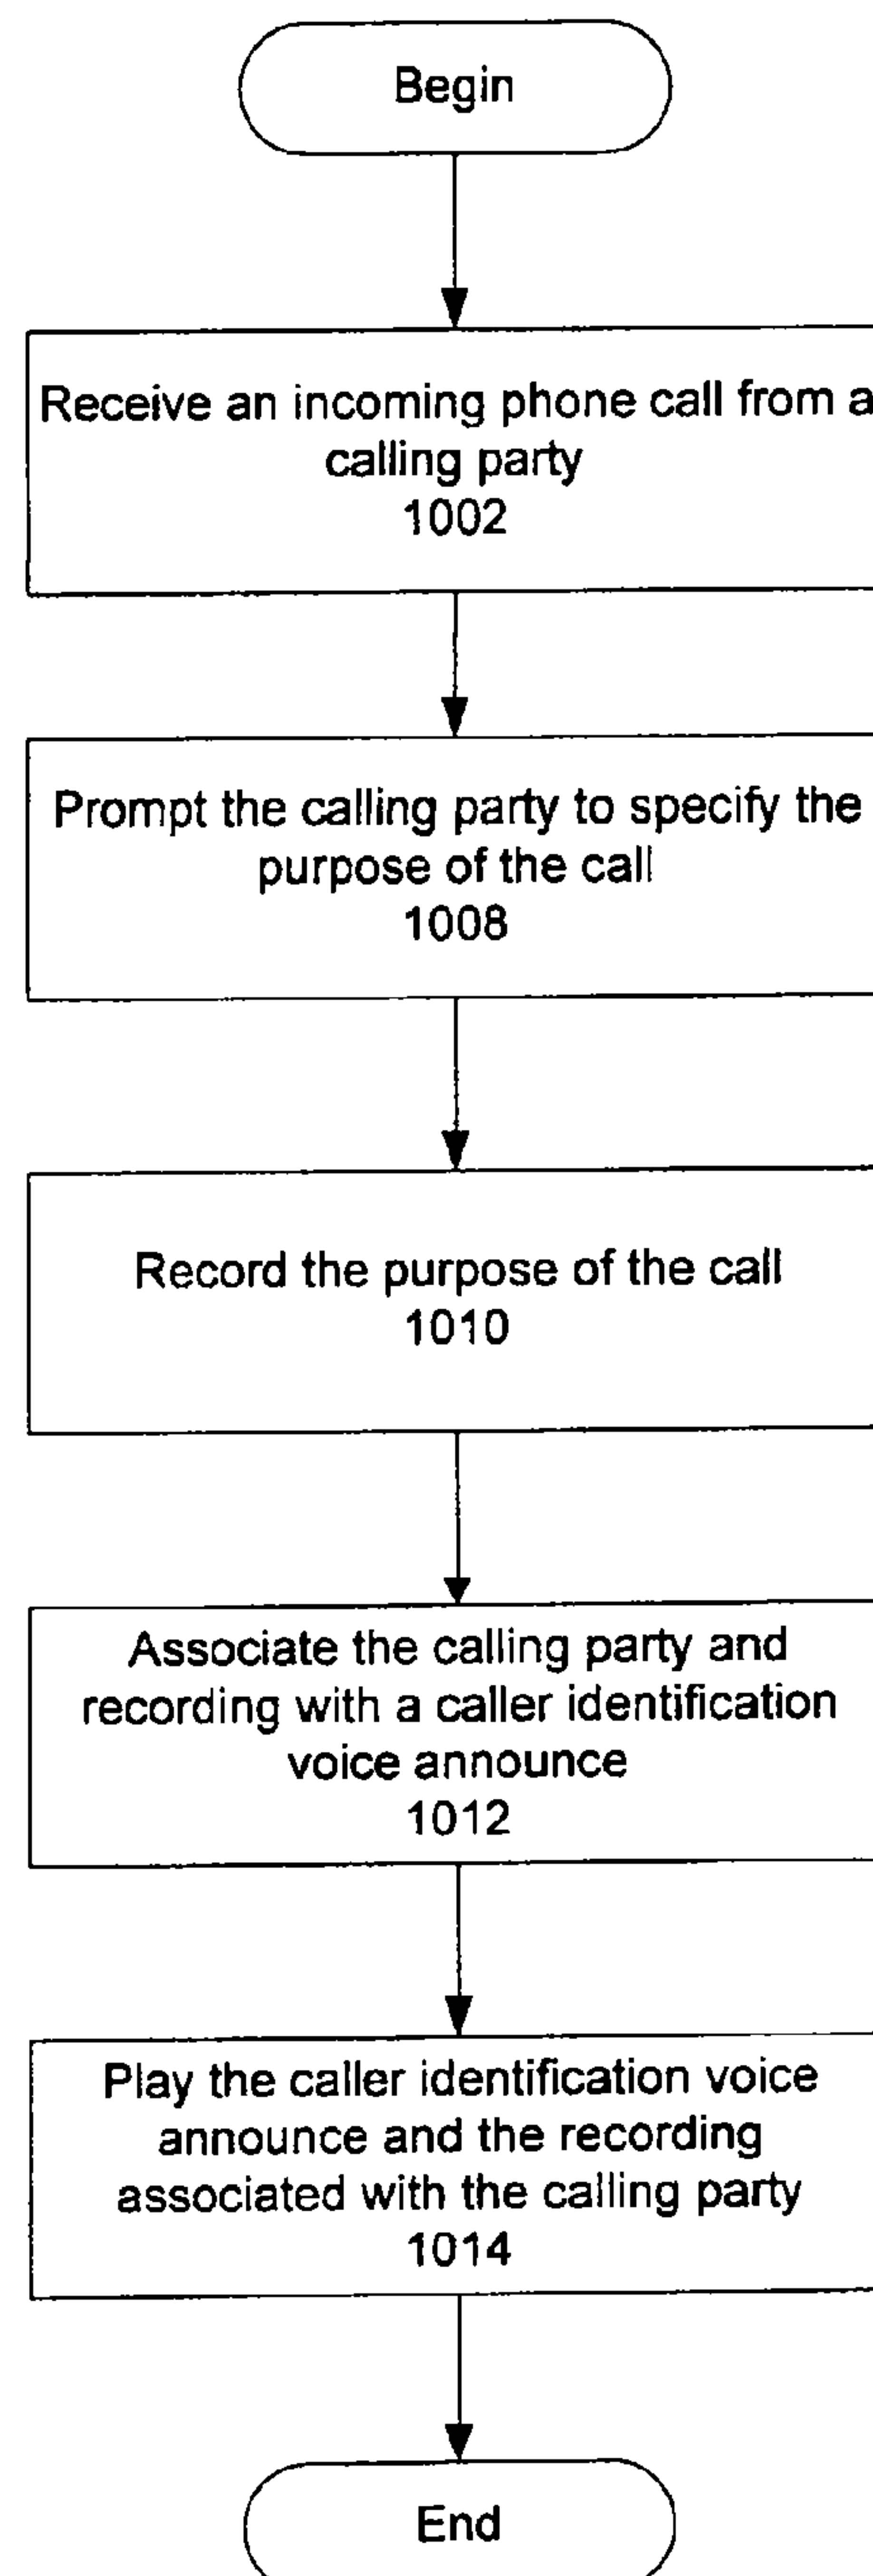 Begin
Receive an incoming phone call from a
calling party
1002
Prompt the calling party to specify the
purpose of the call
1008
Record the purpose of the call
1010
Associate the calling party and
recording with a caller identification
voice announce
1012
Play the caller identification voice
announce and the recording
associated with the calling party
1014
End